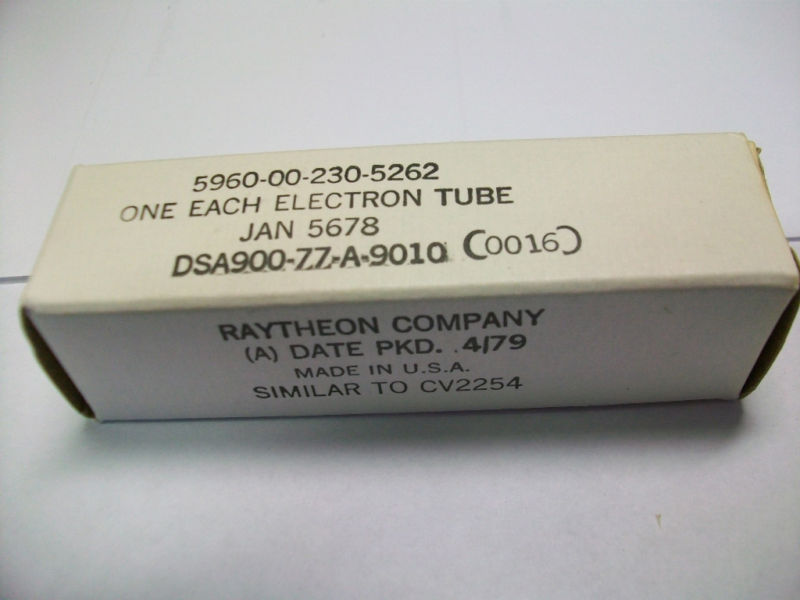 5960-00-230-5262
ONE EACH ELECTRON TUBE
JAN 5678
DSA900-77-A-9010 (0016)
RAYTHEON COMPANY
(A) DATE PKD. 4/79
MADE IN U.S.A.
SIMILAR TO CV2254